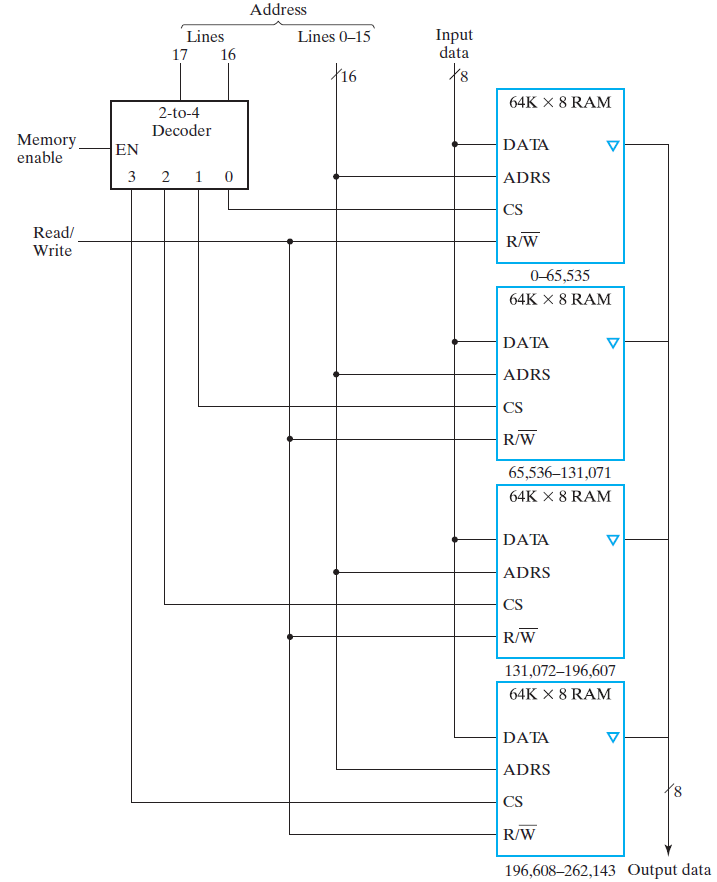 Address
Lines
Lines 0–15
17
16
16
Input
data
8
2-to-4
Decoder
EN
3 2 1 0
Memory
enable
Read/
Write
64K × 8 RAM
DATA
ADRS
CS
R/W̅
0–65,535
64K × 8 RAM
DATA
ADRS
CS
R/W̅
65,536–131,071
64K × 8 RAM
DATA
ADRS
CS
R/W̅
131,072–196,607
64K × 8 RAM
DATA
ADRS
CS
R/W̅
196,608–262,143
8
Output data